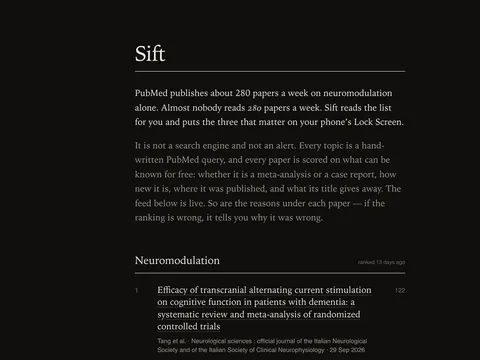 Sift
PubMed publishes about 280 papers a week on neuromodulation
alone. Almost nobody reads 280 papers a week. Sift reads the list
for you and puts the three that matter on your phone's Lock Screen.
It is not a search engine and not an alert. Every topic is a hand-
written PubMed query, and every paper is scored on what can be
known for free: whether it is a meta-analysis or a case report, how
new it is, where it was published, and what its title gives away. The
feed below is live. So are the reasons under each paper — if the
ranking is wrong, it tells you why it was wrong.
Neuromodulation
ranked 13 days ago
1
Efficacy of transcranial alternating current stimulation
122
on cognitive function in patients with dementia: a
systematic review and meta-analysis of randomized
controlled trials
Tang et al. · Neurological sciences : official journal of the Italian Neurological
Society and of the Italian Society of Clinical Neurophysiology · 29 Sep 2026